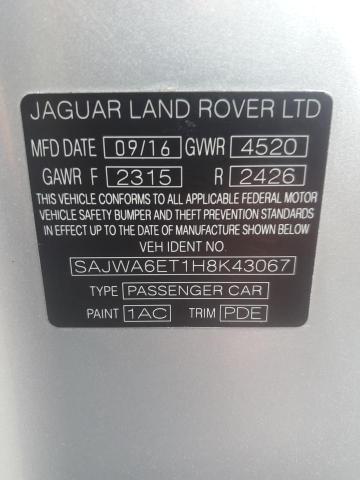 JAGUAR LAND ROVER LTD
MFD DATE 09/16 GVWR 4520
GAWR F 2315 R 2426
THIS VEHICLE CONFORMS TO ALL APPLICABLE FEDERAL MOTOR
VEHICLE SAFETY BUMPER AND THEFT PREVENTION STANDARDS
IN EFFECT ON THE DATE OF MANUFACTURE SHOWN BELOW
VEH IDENT NO.
SAJWA6ET1H8K43067
TYPE PASSENGER CAR
PAINT 1AC TRIM PDE